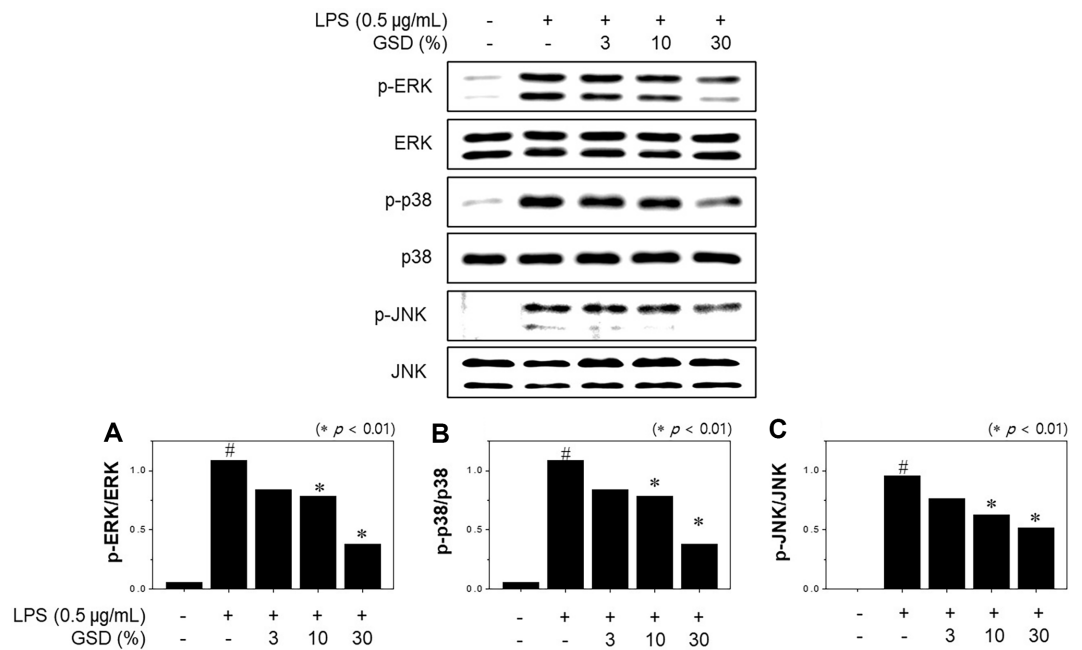 LPS (0.5 µg/mL) - + + + +
GSD (%) - - 3 10 30
p-ERK
ERK
p-p38
p38
p-JNK
JNK
A (* p < 0.01)
p-ERK/ERK
1.0
0.5
0.0
#
*
*
B (* p < 0.01)
p-p38/p38
1.0
0.5
0.0
#
*
*
C (* p < 0.01)
p-JNK/JNK
1.0
0.5
0.0
#
*
*
LPS (0.5 µg/mL) - + + + + - + + + + - + + + +
GSD (%) - - 3 10 30 - - 3 10 30 - - 3 10 30